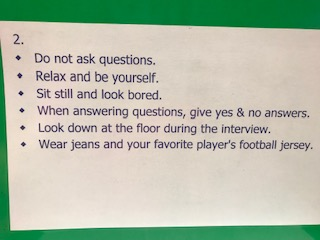 2.
❖ Do not ask questions.
❖ Relax and be yourself.
❖ Sit still and look bored.
❖ When answering questions, give yes & no answers.
❖ Look down at the floor during the interview.
❖ Wear jeans and your favorite player's football jersey.